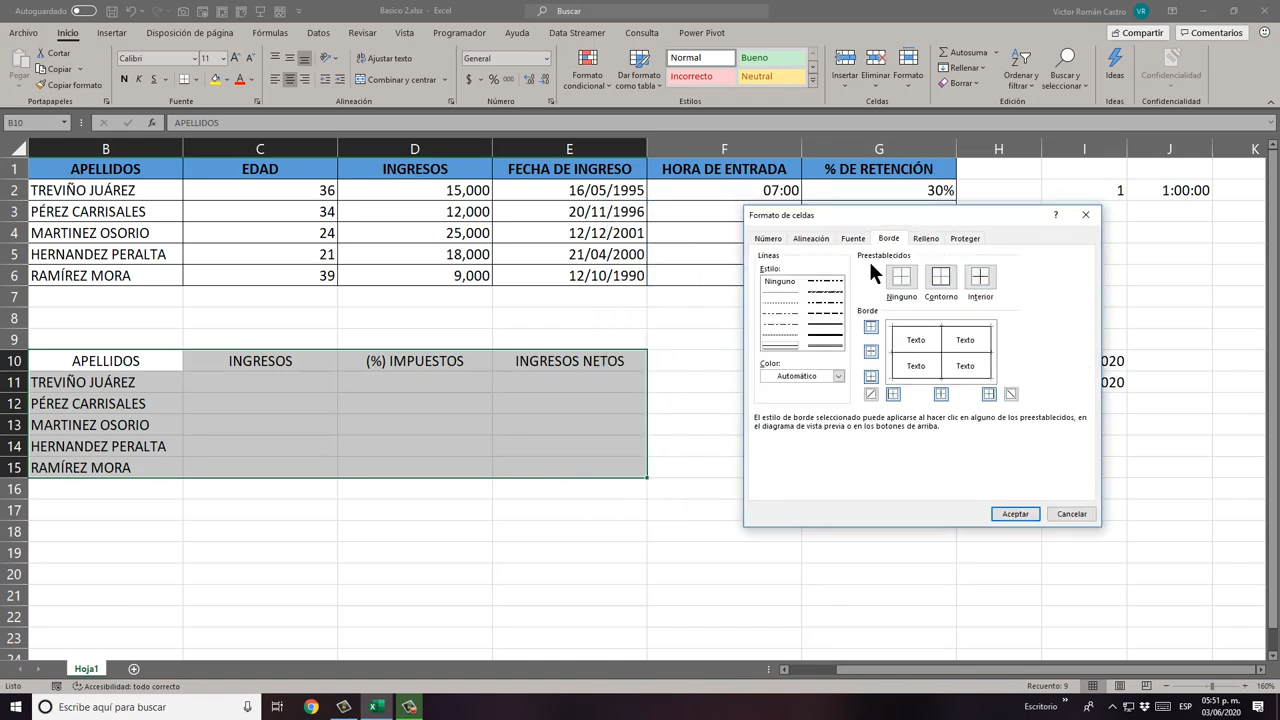 Autoguardado
Basico 2.xlsx - Excel
Buscar
Victor Román Castro
VR
Archivo Inicio Insertar Disposición de página Fórmulas Datos Revisar Vista Programador Ayuda Data Streamer Consulta Power Pivot
Compartir Comentarios
Pegar
Cortar
Copiar
Copiar formato
Portapapeles
Calibri 11
N K S
Fuente
Ajustar texto
Combinar y centrar
Alineación
General
$ % 000
Número
Formato condicional
Dar formato como tabla
Normal Bueno
Incorrecto Neutral
Estilos
Insertar Eliminar Formato
Celdas
Autosuma
Rellenar
Borrar
Ordenar y filtrar
Buscar y seleccionar
Edición
Ideas
Ideas
Confidencialidad
Confidencialidad
B10 fx APELLIDOS
B C D E F G H I J K
1 APELLIDOS EDAD INGRESOS FECHA DE INGRESO HORA DE ENTRADA % DE RETENCIÓN
2 TREVIÑO JUÁREZ 36 15,000 16/05/1995 07:00 30% 1 1:00:00
3 PÉREZ CARRISALES 34 12,000 20/11/1996
4 MARTINEZ OSORIO 24 25,000 12/12/2001
5 HERNANDEZ PERALTA 21 18,000 21/04/2000
6 RAMÍREZ MORA 39 9,000 12/10/1990
7
8
9
10 APELLIDOS INGRESOS (%) IMPUESTOS INGRESOS NETOS 020
11 TREVIÑO JUÁREZ 020
12 PÉREZ CARRISALES
13 MARTINEZ OSORIO
14 HERNANDEZ PERALTA
15 RAMÍREZ MORA
16
17
18
19
20
21
22
23
24
Formato de celdas ?
Número Alineación Fuente Borde Relleno Proteger
Líneas
Estilo:
Ninguno
Color:
Automático
Preestablecidos
Ninguno Contorno Interior
Borde
Texto Texto
Texto Texto
El estilo de borde seleccionado puede aplicarse al hacer clic en alguno de los preestablecidos, en
el diagrama de vista previa o en los botones de arriba.
Aceptar Cancelar
Hoja1
Listo
Accesibilidad: todo correcto
Recuento: 9
160%
Escribe aquí para buscar
Escritorio
ESP
05:51 p. m.
03/06/2020